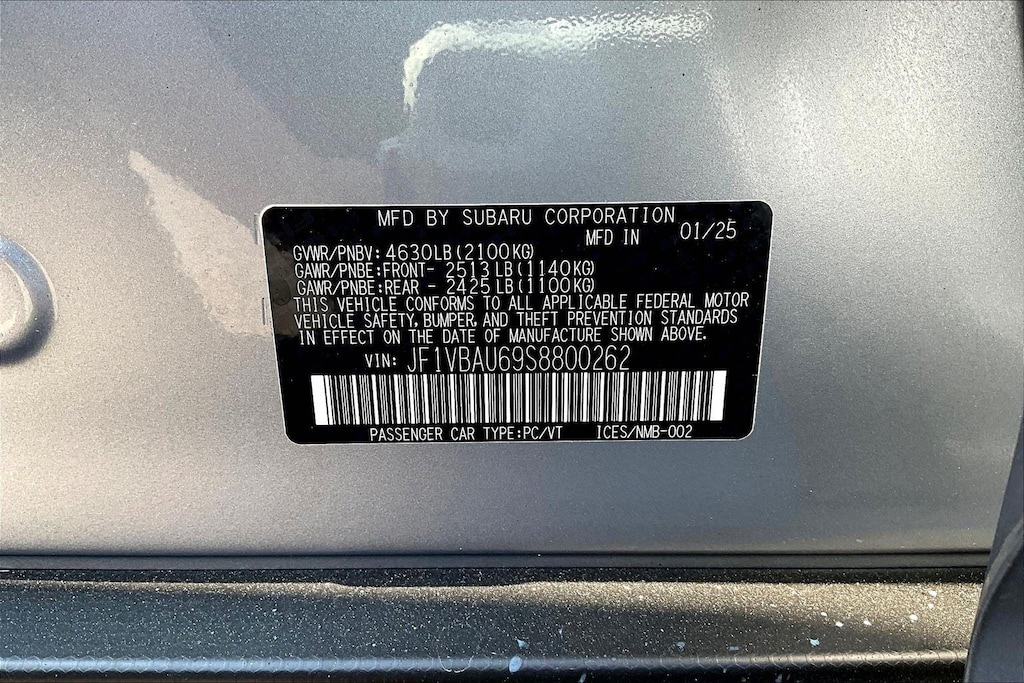 MFD BY SUBARU CORPORATION
MFD IN 01/25
GVWR/PNBV: 4630LB(2100KG)
GAWR/PNBE:FRONT- 2513LB(1140KG)
GAWR/PNBE:REAR - 2425LB(1100KG)
THIS VEHICLE CONFORMS TO ALL APPLICABLE FEDERAL MOTOR
VEHICLE SAFETY, BUMPER, AND THEFT PREVENTION STANDARDS
IN EFFECT ON THE DATE OF MANUFACTURE SHOWN ABOVE.
VIN: JF1VBAU69S8800262
PASSENGER CAR TYPE:PC/VT ICES/NMB-002